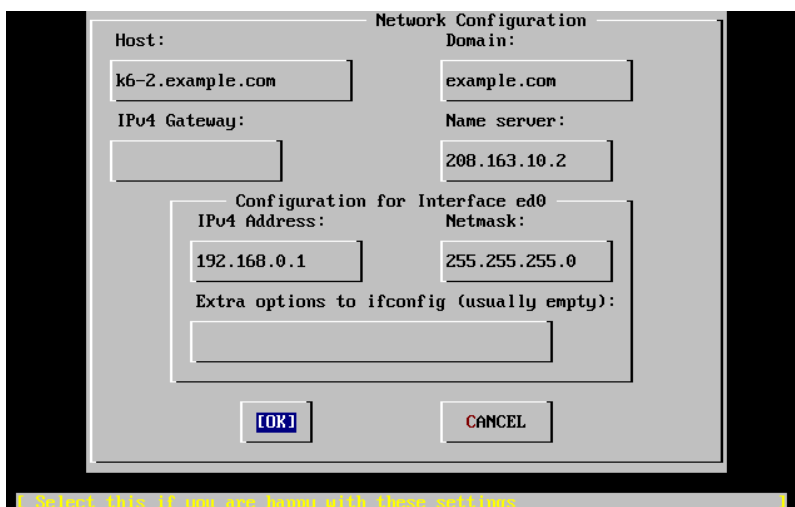 Network Configuration
Host: Domain:
k6-2.example.com example.com
IPv4 Gateway: Name server:
208.163.10.2
Configuration for Interface ed0
IPv4 Address: Netmask:
192.168.0.1 255.255.255.0
Extra options to ifconfig (usually empty):
[OK] CANCEL
[ Select this if you are happy with these settings ]